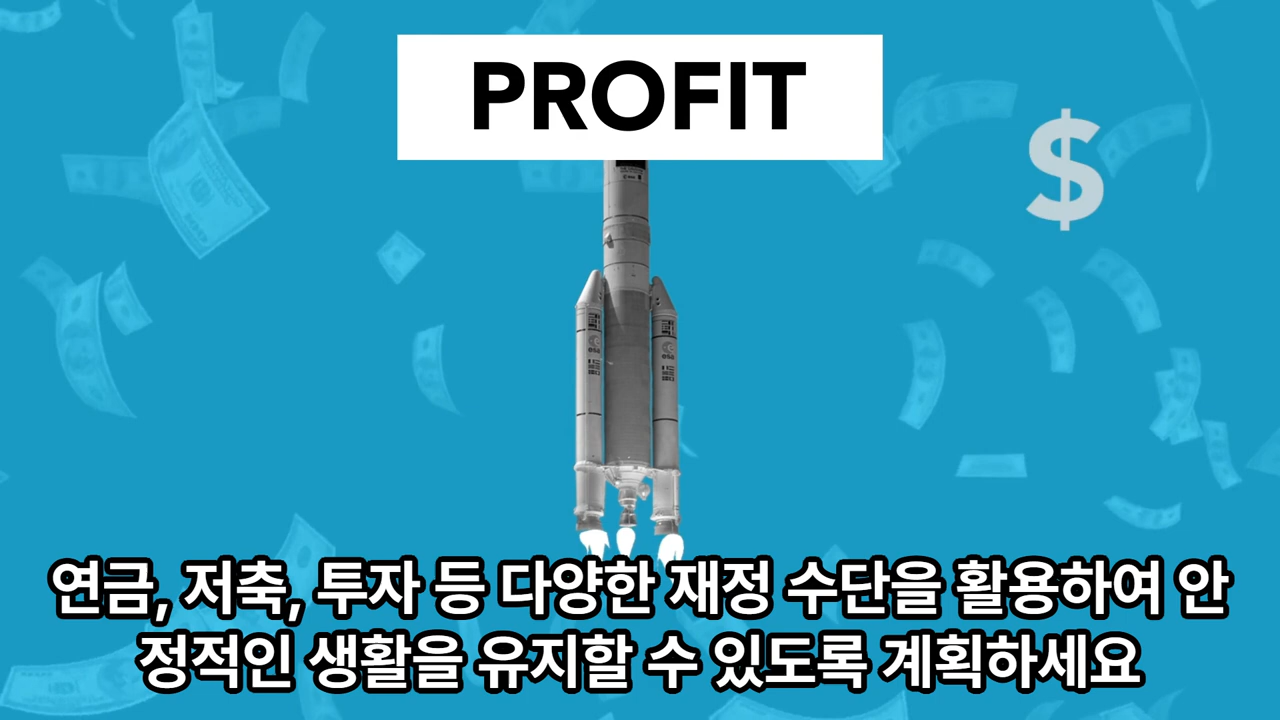 PROFIT
$
esa
esa
연금, 저축, 투자 등 다양한 재정 수단을 활용하여 안
정적인 생활을 유지할 수 있도록 계획하세요